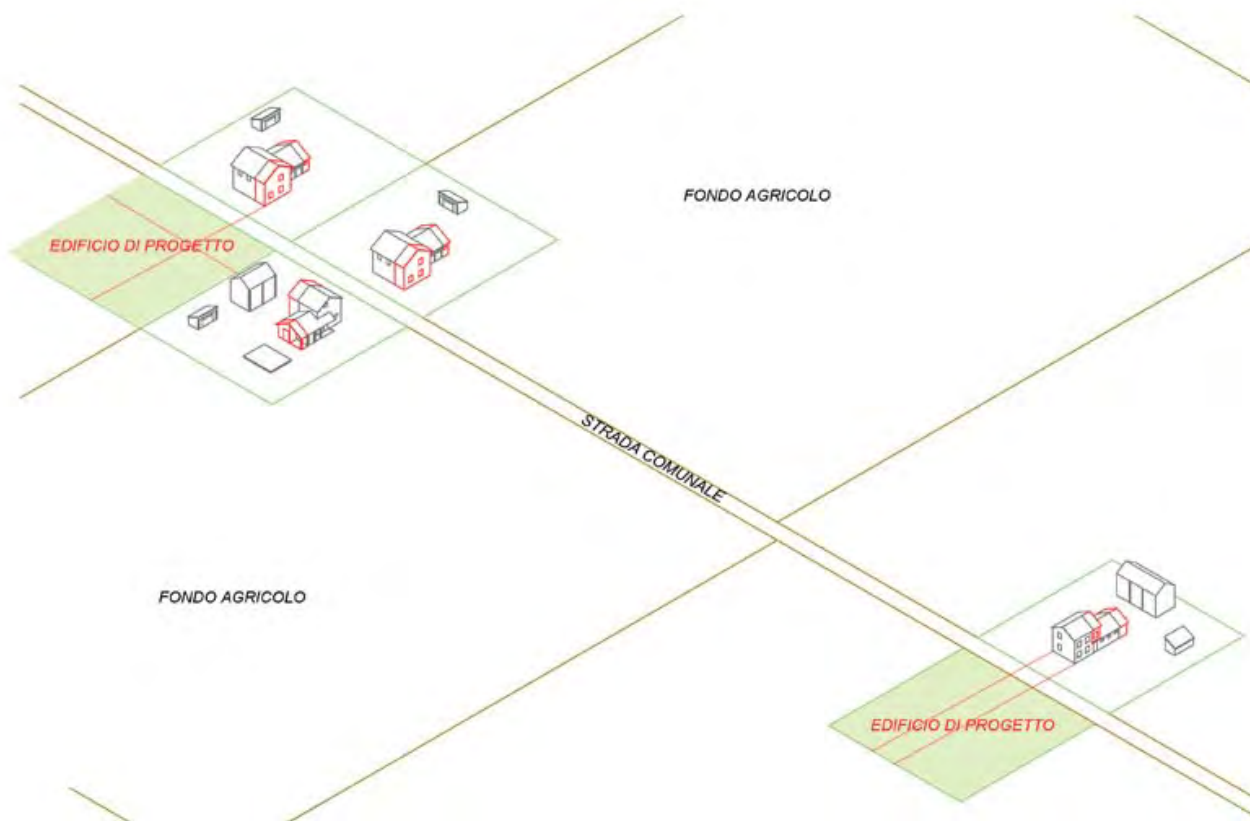 FONDO AGRICOLO
EDIFICIO DI PROGETTO
STRADA COMUNALE
FONDO AGRICOLO
EDIFICIO DI PROGETTO